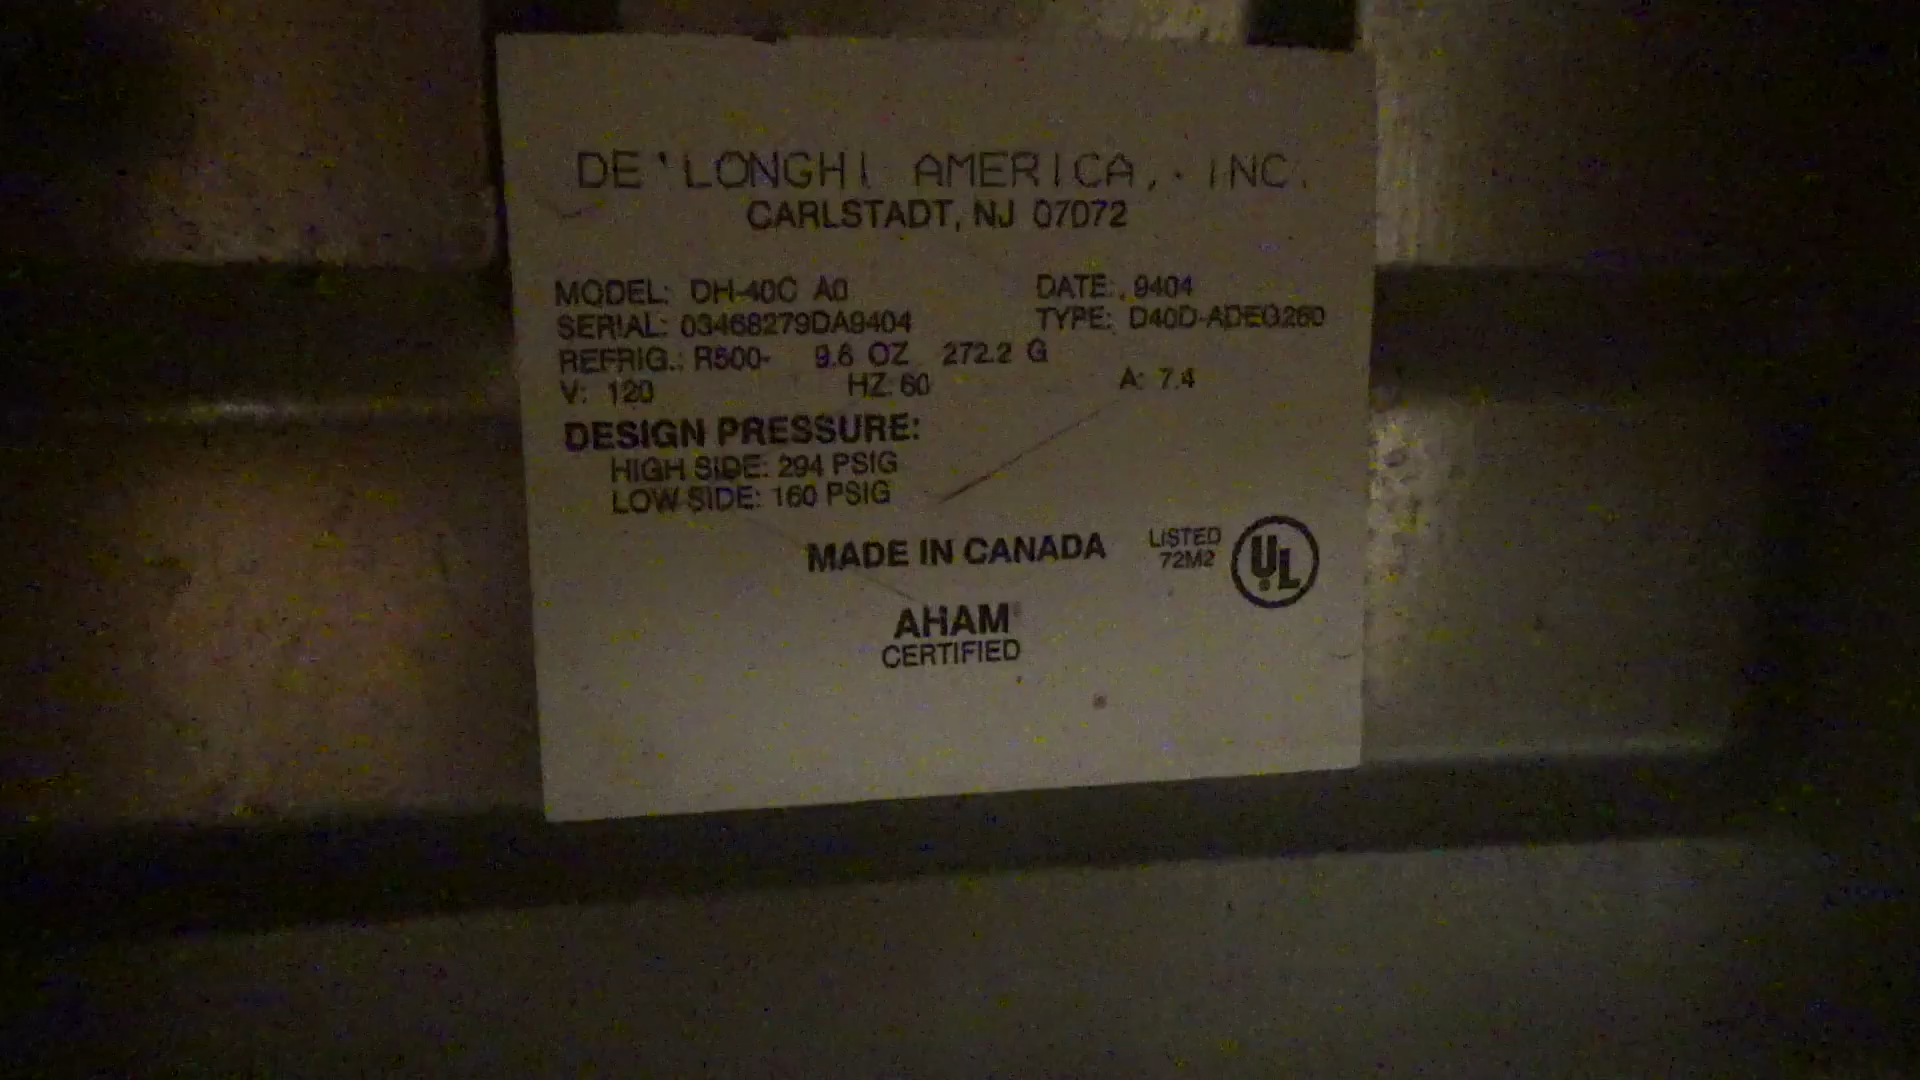 DE'LONGHI AMERICA, INC.
CARLSTADT, NJ 07072
MODEL: DH-40C A0 DATE: 9404
SERIAL: 03468279DA9404 TYPE: D40D-ADEG260
REFRIG.: R500- 9.6 OZ 272.2 G
V: 120 HZ: 60 A: 7.4
DESIGN PRESSURE:
HIGH SIDE: 294 PSIG
LOW SIDE: 160 PSIG
MADE IN CANADA
LISTED
72M2
UL
AHAM
CERTIFIED